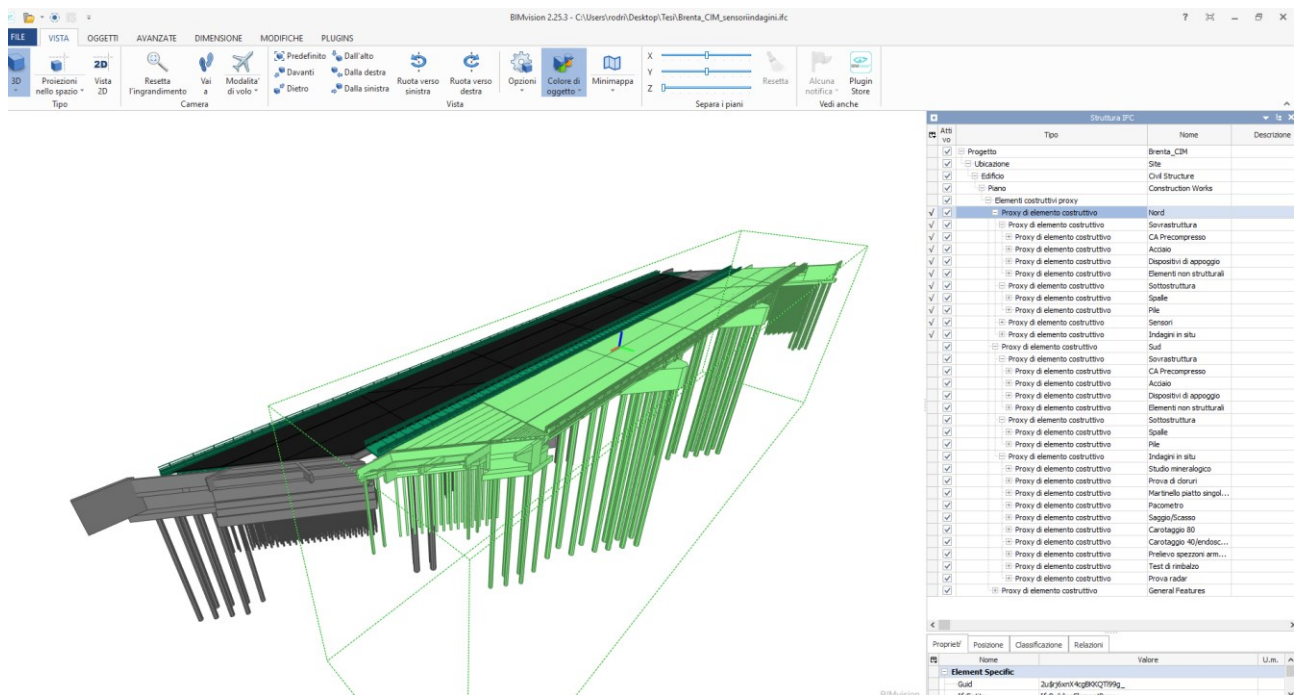 BIMvision 2.25.3 - C:\Users\rodri\Desktop\Tesi\Brenta_CIM_sensoriindagini.ifc
FILE VISTA OGGETTI AVANZATE DIMENSIONE MODIFICHE PLUGINS
3D
Proiezioni nello spazio
2D
Vista 2D
Tipo
Resetta l'ingrandimento
Vai a
Modalita' di volo
Camera
Predefinito
Davanti
Dietro
Dall'alto
Dalla destra
Dalla sinistra
Ruota verso sinistra
Ruota verso destra
Opzioni
Colore di oggetto
Minimappa
Vista
X
Y
Z
Resetta
Separa i piani
Alcuna notifica
Plugin Store
Vedi anche
Struttura IFC
Atti vo Tipo Nome Descrizione
Progetto Brenta_CIM
Ubicazione Site
Edificio Civil Structure
Piano Construction Works
Elementi costruttivi proxy
Proxy di elemento costruttivo Nord
Proxy di elemento costruttivo Sovrastruttura
Proxy di elemento costruttivo CA Precompresso
Proxy di elemento costruttivo Acciaio
Proxy di elemento costruttivo Dispositivi di appoggio
Proxy di elemento costruttivo Elementi non strutturali
Proxy di elemento costruttivo Sottostruttura
Proxy di elemento costruttivo Spalle
Proxy di elemento costruttivo Pile
Proxy di elemento costruttivo Sensori
Proxy di elemento costruttivo Indagini in situ
Proxy di elemento costruttivo Sud
Proxy di elemento costruttivo Sovrastruttura
Proxy di elemento costruttivo CA Precompresso
Proxy di elemento costruttivo Acciaio
Proxy di elemento costruttivo Dispositivi di appoggio
Proxy di elemento costruttivo Elementi non strutturali
Proxy di elemento costruttivo Sottostruttura
Proxy di elemento costruttivo Spalle
Proxy di elemento costruttivo Pile
Proxy di elemento costruttivo Indagini in situ
Proxy di elemento costruttivo Studio mineralogico
Proxy di elemento costruttivo Prova di cloruri
Proxy di elemento costruttivo Martinello piatto singol...
Proxy di elemento costruttivo Pacometro
Proxy di elemento costruttivo Saggio/Scasso
Proxy di elemento costruttivo Carotaggio 80
Proxy di elemento costruttivo Carotaggio 40/endosc...
Proxy di elemento costruttivo Prelievo spezzoni arm...
Proxy di elemento costruttivo Test di rimbalzo
Proxy di elemento costruttivo Prova radar
Proxy di elemento costruttivo General Features
Proprieta' Posizione Classificazione Relazioni
Nome Valore U.m.
Element Specific
Guid
BIMvision